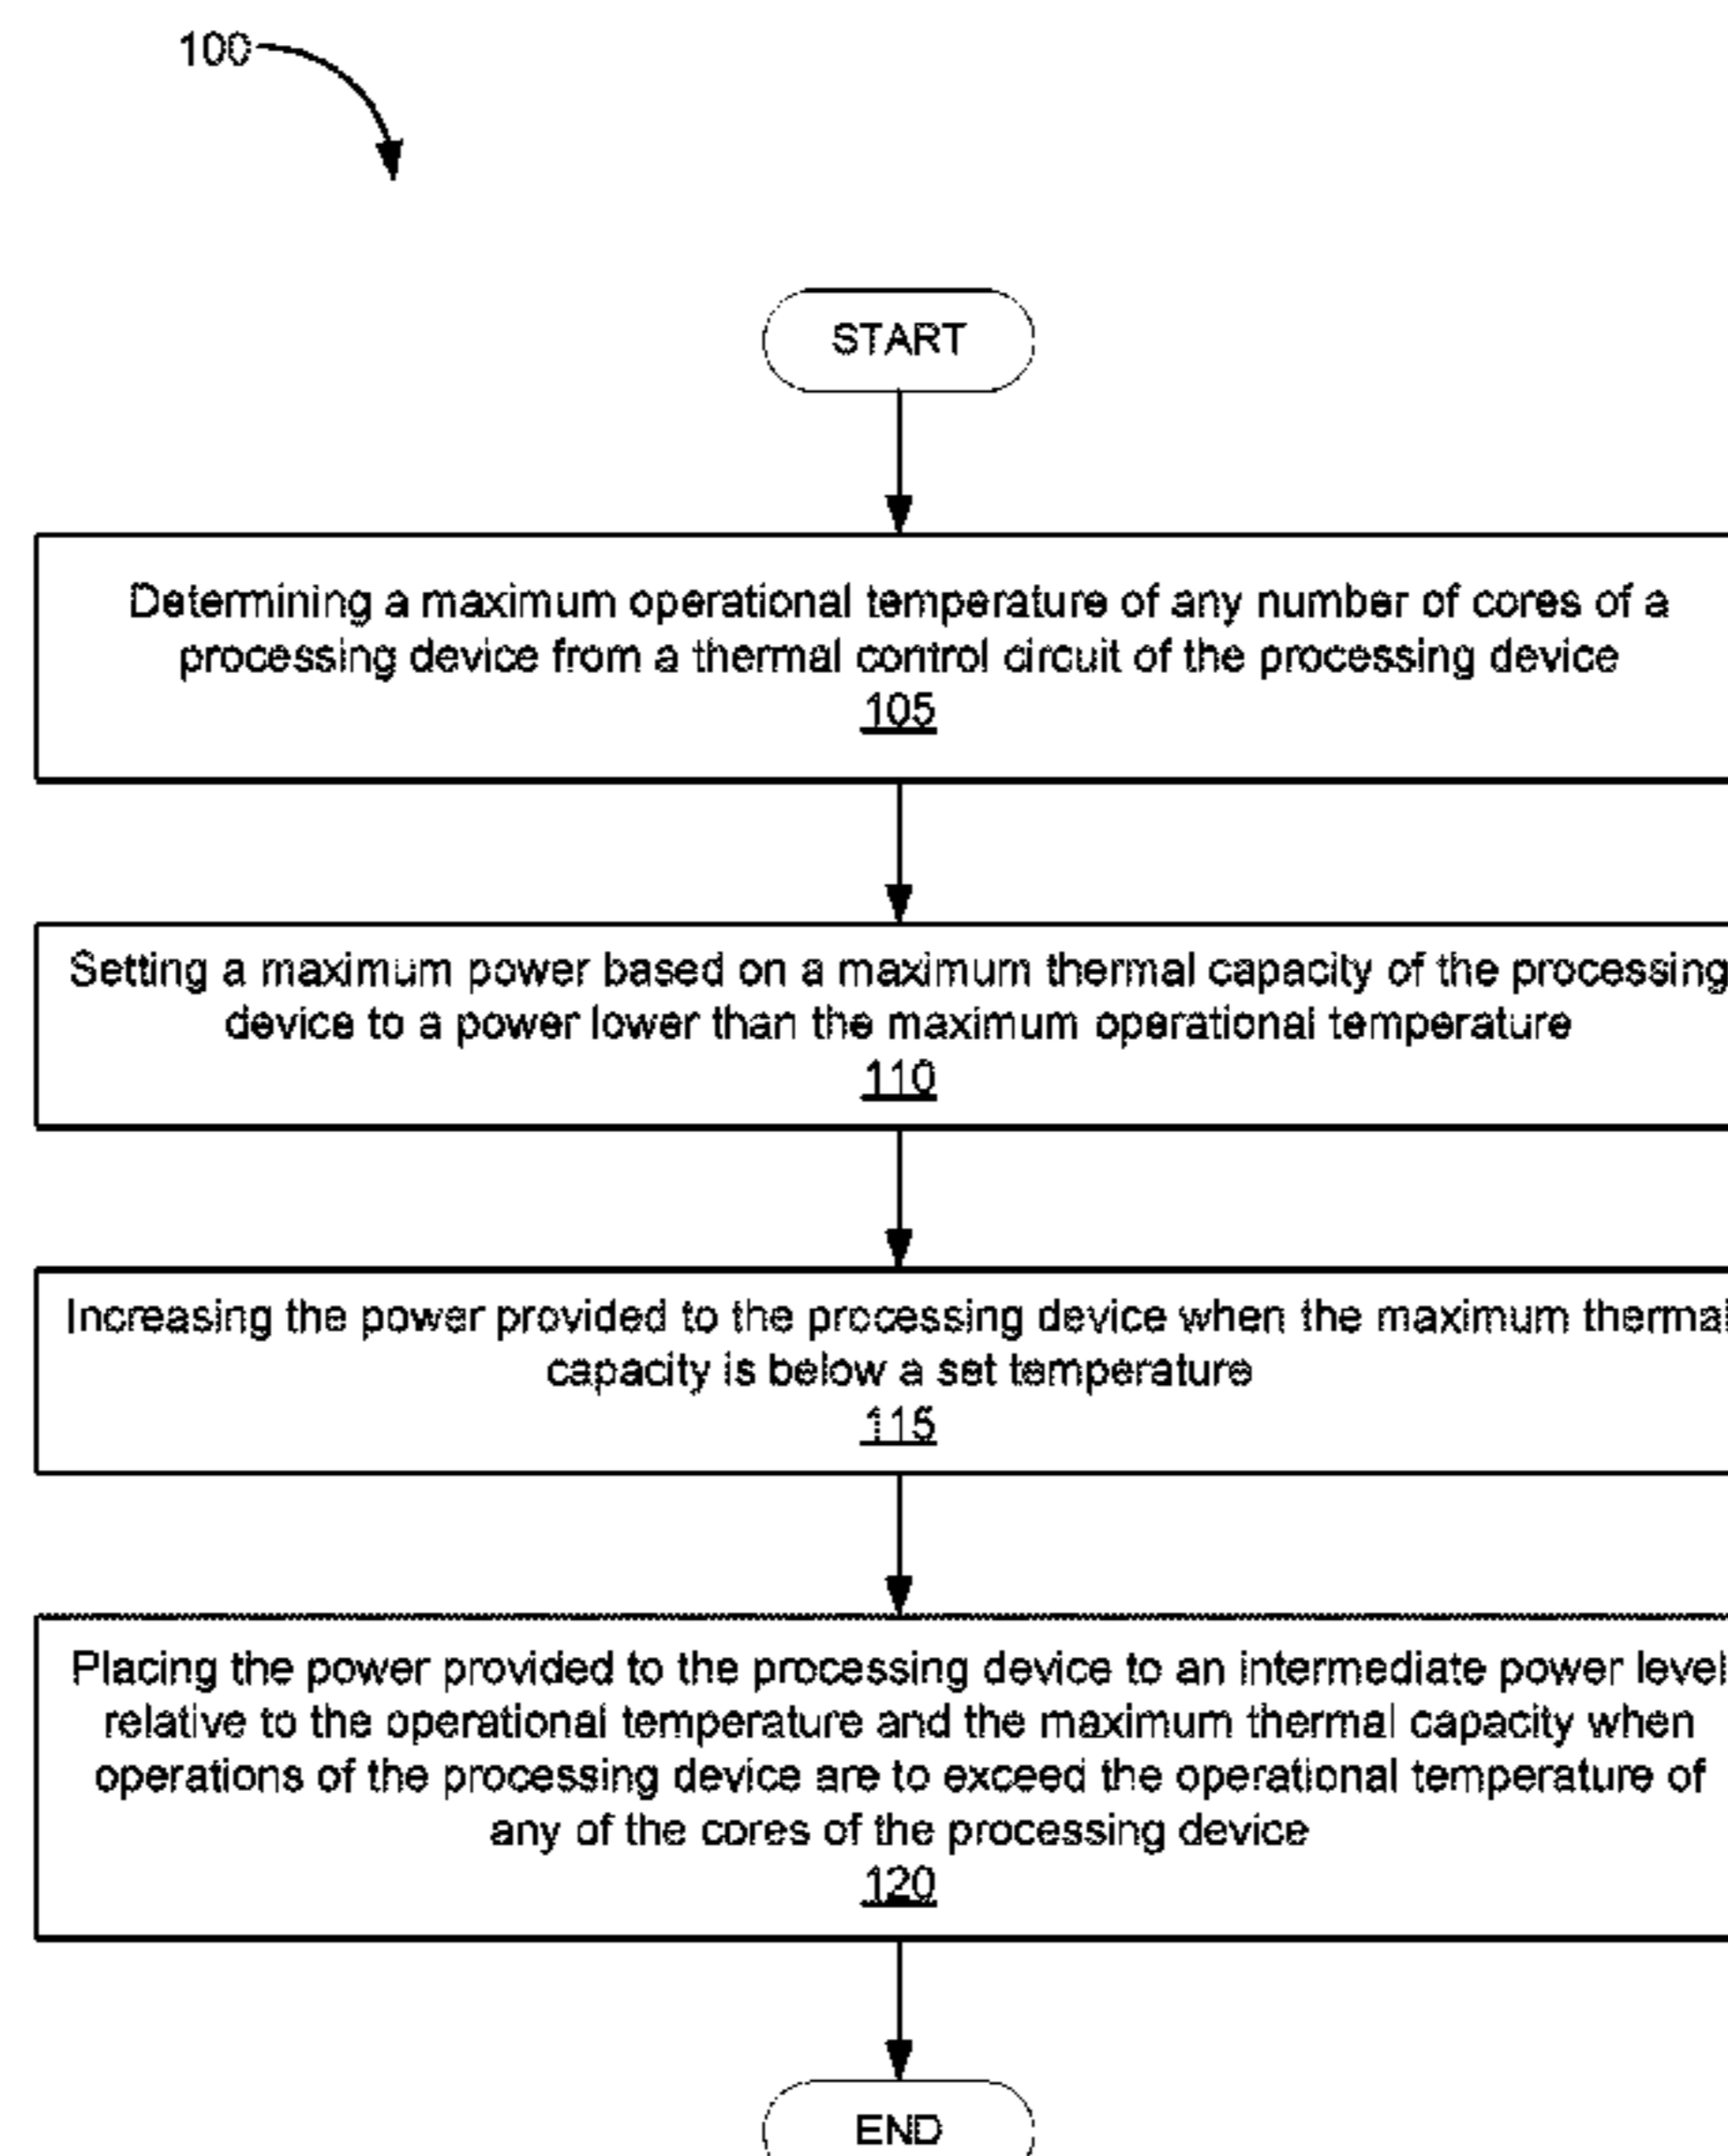 100
START
Determining a maximum operational temperature of any number of cores of a
processing device from a thermal control circuit of the processing device
105
Setting a maximum power based on a maximum thermal capacity of the processing
device to a power lower than the maximum operational temperature
110
Increasing the power provided to the processing device when the maximum thermal
capacity is below a set temperature
115
Placing the power provided to the processing device to an intermediate power level
relative to the operational temperature and the maximum thermal capacity when
operations of the processing device are to exceed the operational temperature of
any of the cores of the processing device
120
END